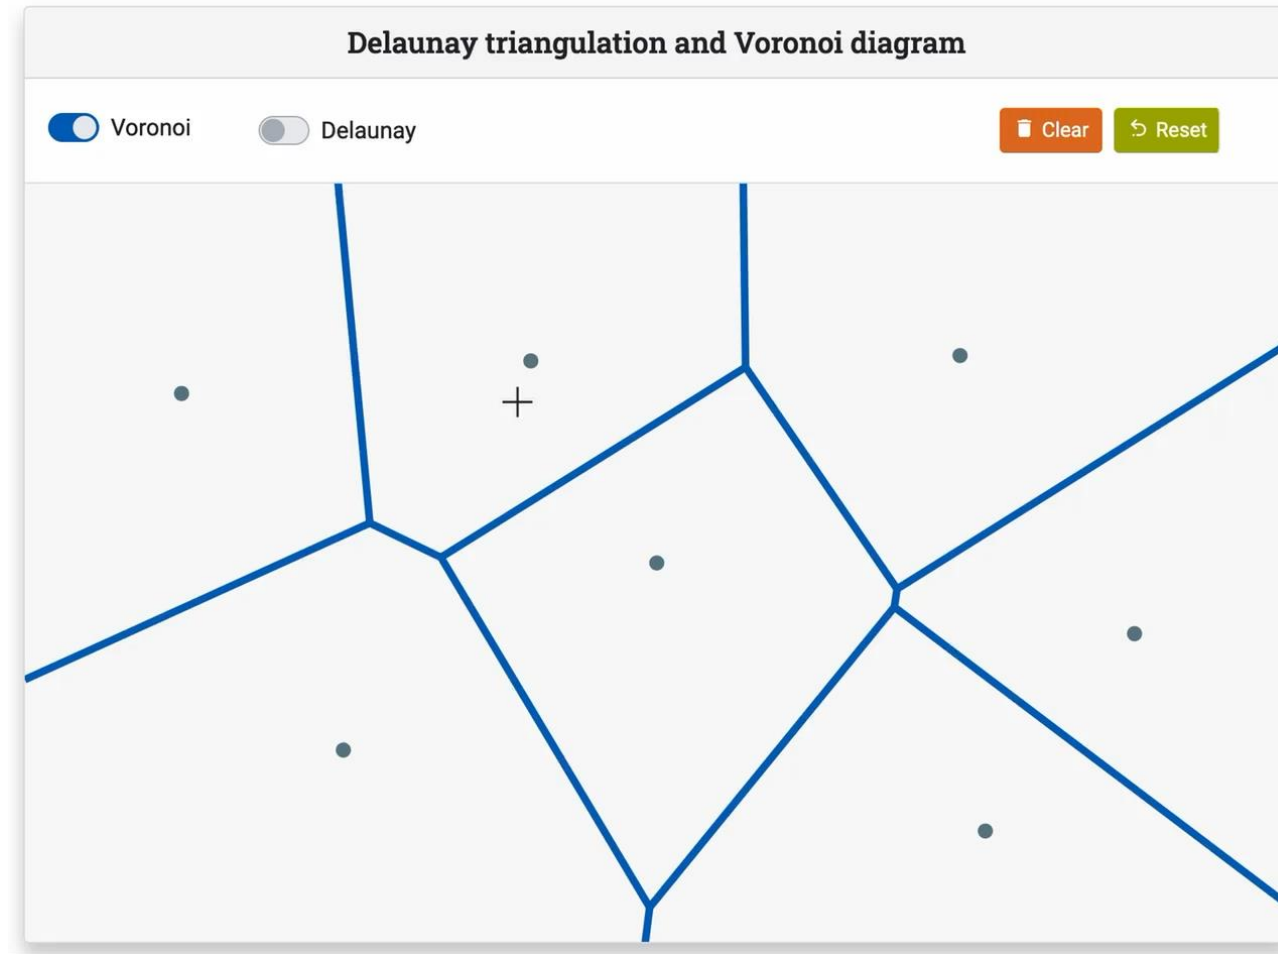 Delaunay triangulation and Voronoi diagram
Voronoi
Delaunay
Clear
Reset